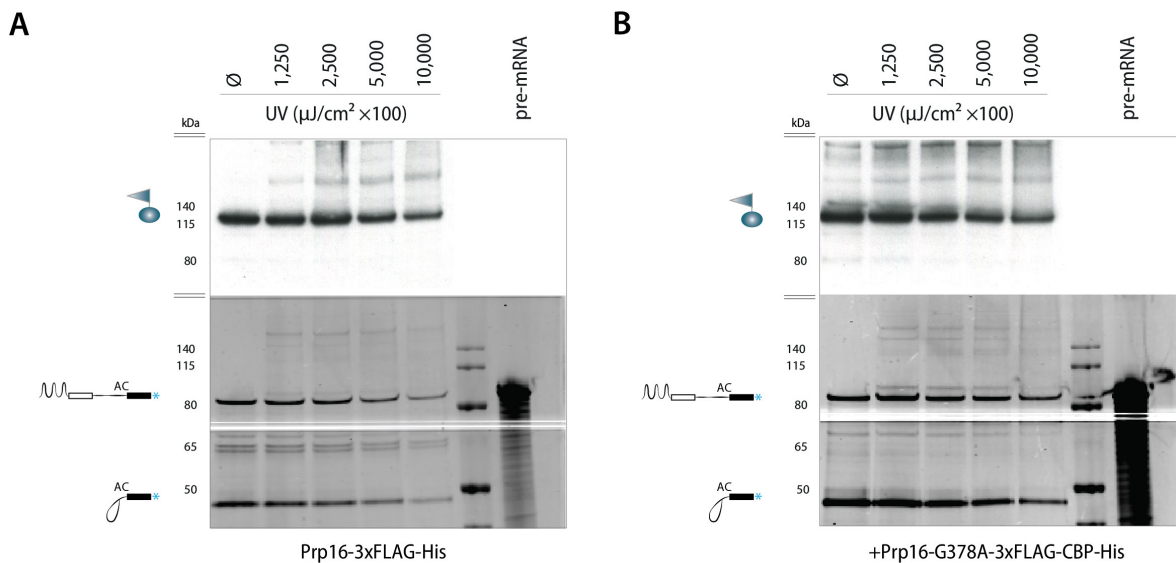 A
Ø
1,250
2,500
5,000
10,000
pre-mRNA
UV (μJ/cm² ×100)
kDa
140
115
80
140
115
AC
*
80
65
50
AC
*
Prp16-3xFLAG-His
B
Ø
1,250
2,500
5,000
10,000
pre-mRNA
UV (μJ/cm² ×100)
kDa
140
115
80
140
115
AC
*
80
65
50
AC
*
+Prp16-G378A-3xFLAG-CBP-His